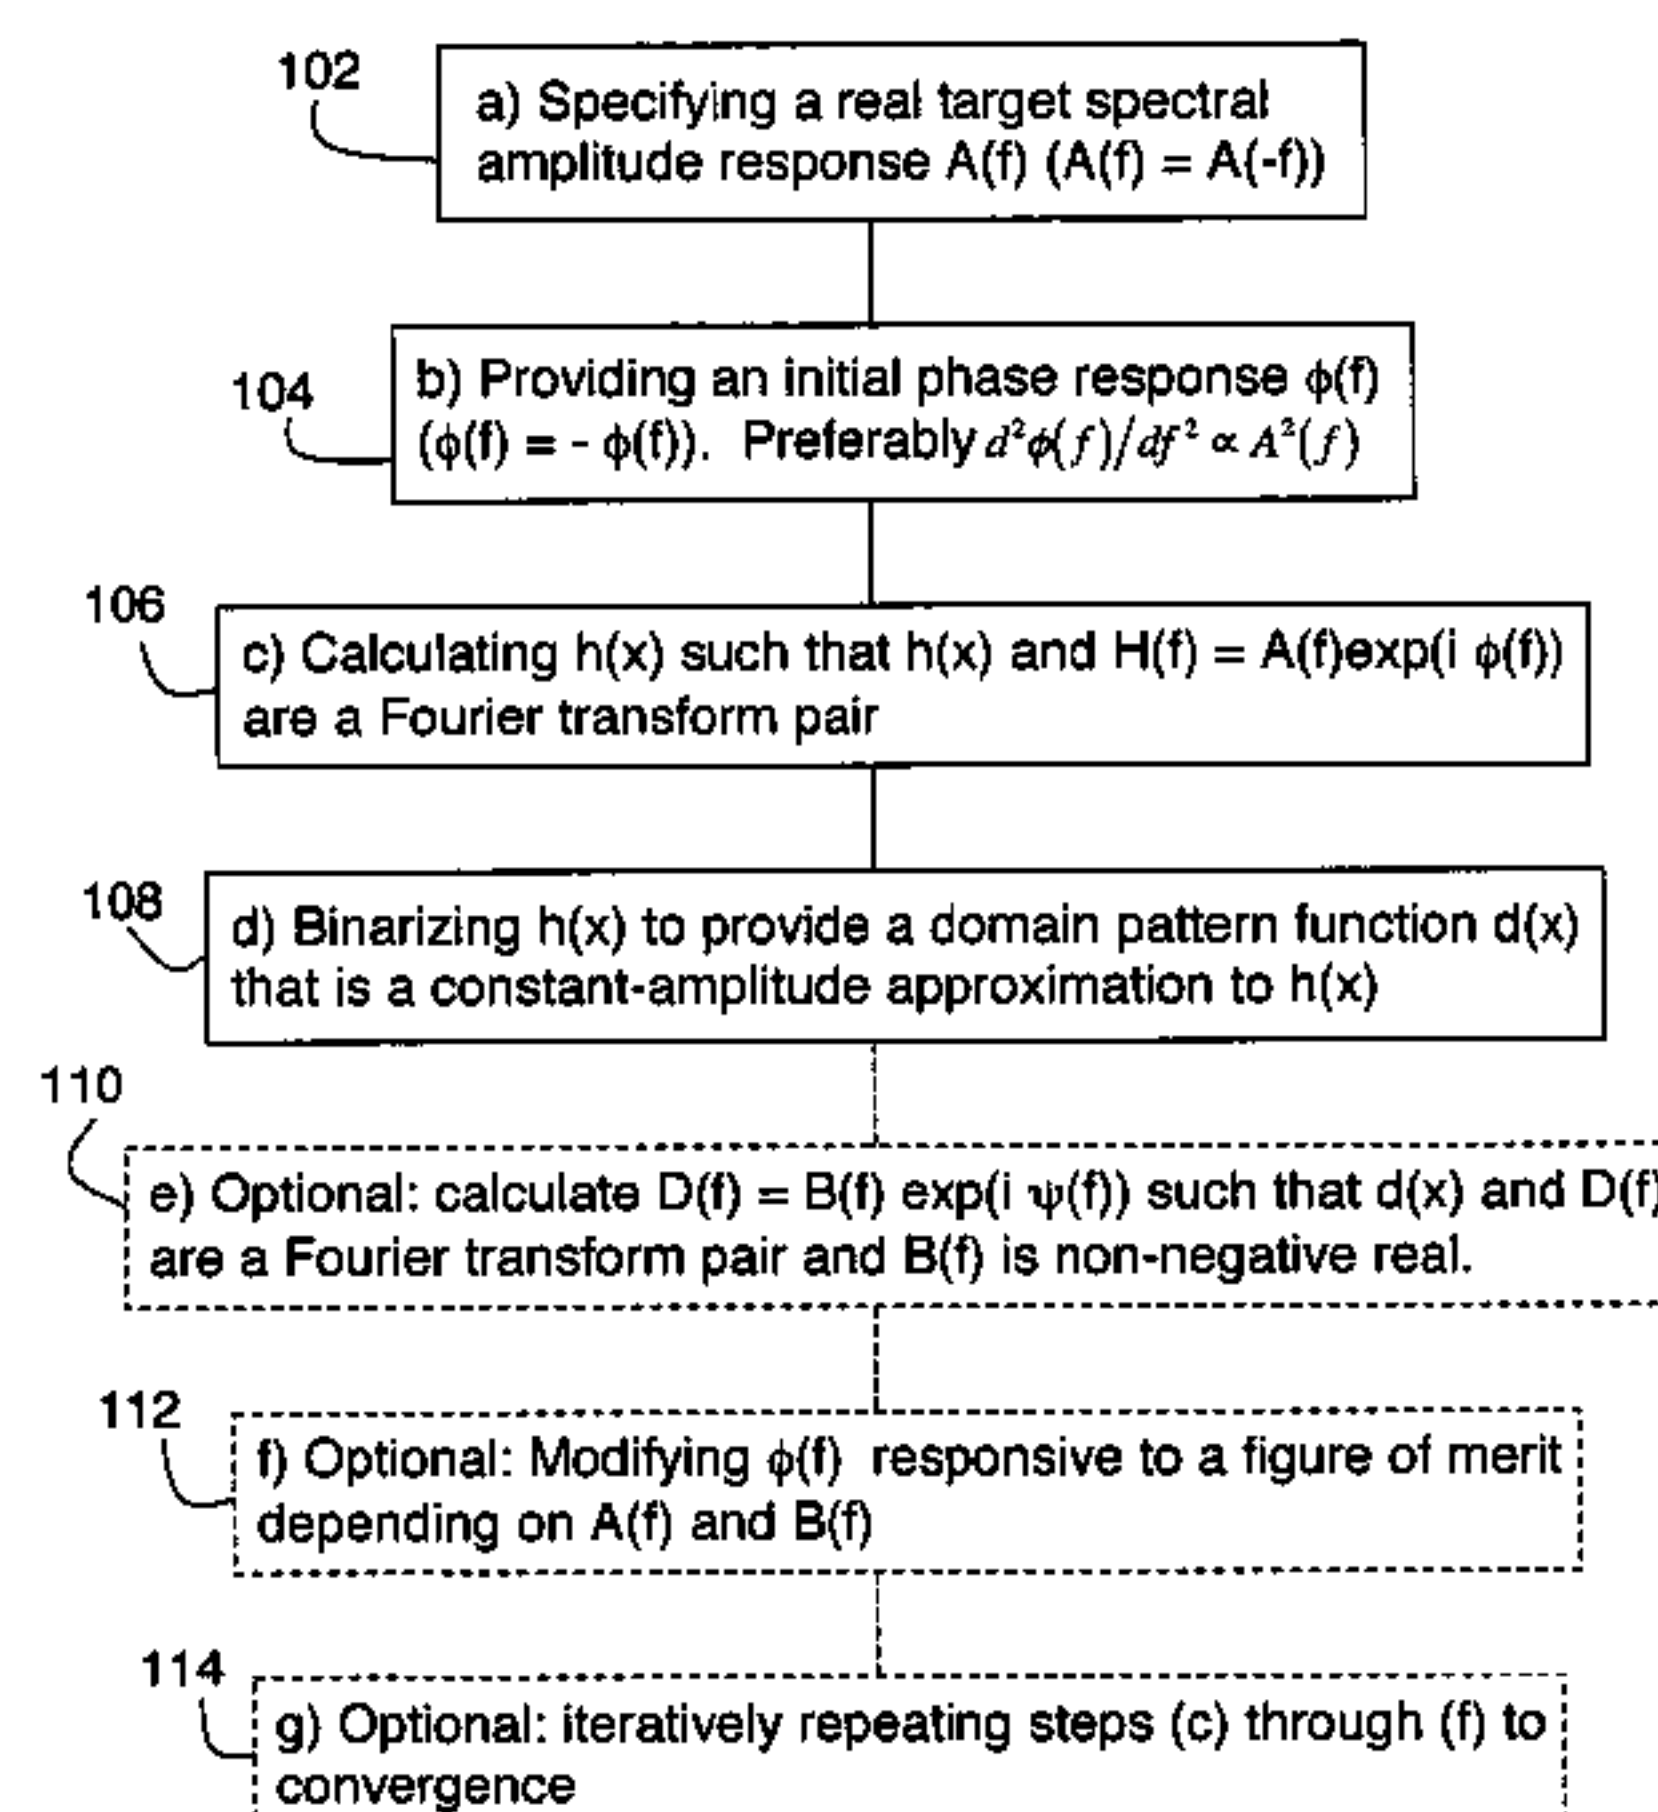 102
a) Specifying a real target spectral
amplitude response A(f) (A(f) = A(-f))
104
b) Providing an initial phase response ϕ(f)
(ϕ(f) = - ϕ(f)). Preferably d²ϕ(f)/df² ∝ A²(f)
106
c) Calculating h(x) such that h(x) and H(f) = A(f)exp(i ϕ(f))
are a Fourier transform pair
108
d) Binarizing h(x) to provide a domain pattern function d(x)
that is a constant-amplitude approximation to h(x)
110
e) Optional: calculate D(f) = B(f) exp(i ψ(f)) such that d(x) and D(f)
are a Fourier transform pair and B(f) is non-negative real.
112
f) Optional: Modifying ϕ(f) responsive to a figure of merit
depending on A(f) and B(f)
114
g) Optional: iteratively repeating steps (c) through (f) to
convergence